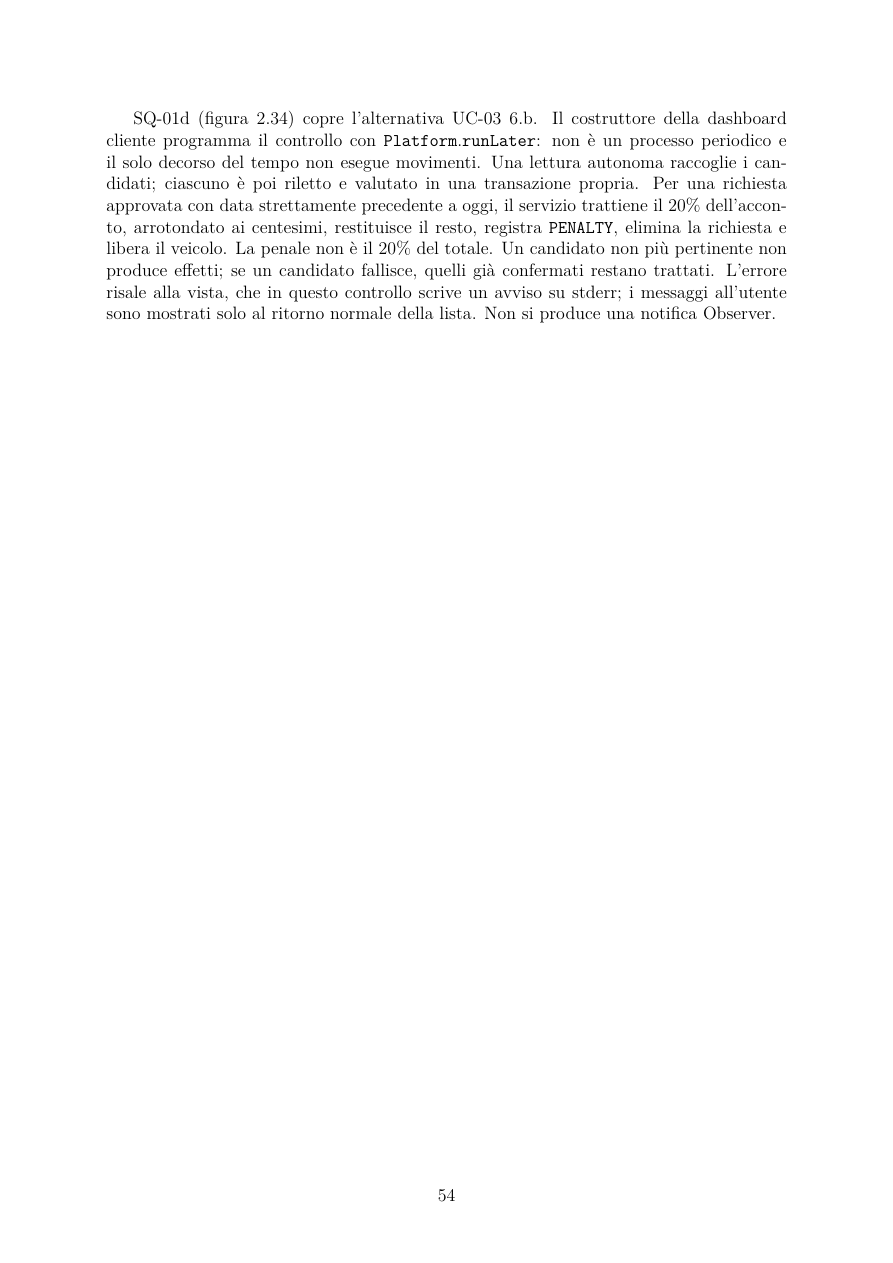 SQ-01d (figura 2.34) copre l'alternativa UC-03 6.b. Il costruttore della dashboard
cliente programma il controllo con Platform.runLater: non è un processo periodico e
il solo decorso del tempo non esegue movimenti. Una lettura autonoma raccoglie i can-
didati; ciascuno è poi riletto e valutato in una transazione propria. Per una richiesta
approvata con data strettamente precedente a oggi, il servizio trattiene il 20% dell'accon-
to, arrotondato ai centesimi, restituisce il resto, registra PENALTY, elimina la richiesta e
libera il veicolo. La penale non è il 20% del totale. Un candidato non più pertinente non
produce effetti; se un candidato fallisce, quelli già confermati restano trattati. L'errore
risale alla vista, che in questo controllo scrive un avviso su stderr; i messaggi all'utente
sono mostrati solo al ritorno normale della lista. Non si produce una notifica Observer.
54